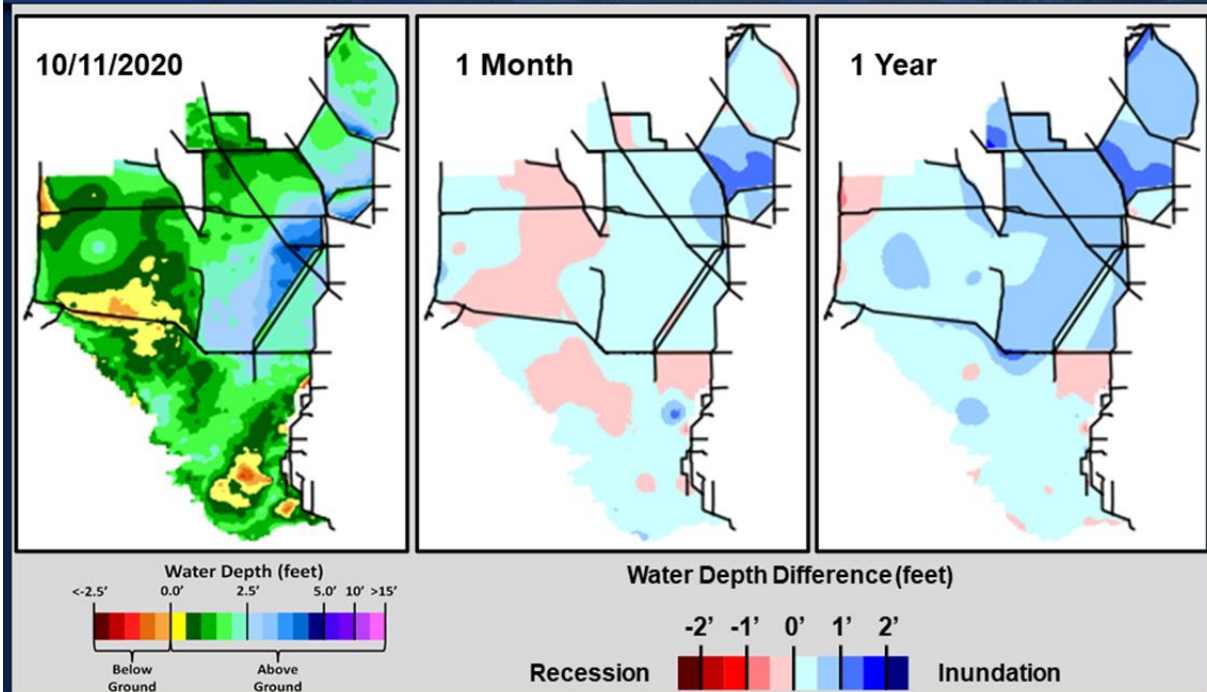 10/11/2020
1 Month
1 Year
Water Depth (feet)
<-2.5' 0.0' 2.5' 5.0' 10' >15'
Below
Ground
Above
Ground
Water Depth Difference (feet)
-2' -1' 0' 1' 2'
Recession
Inundation